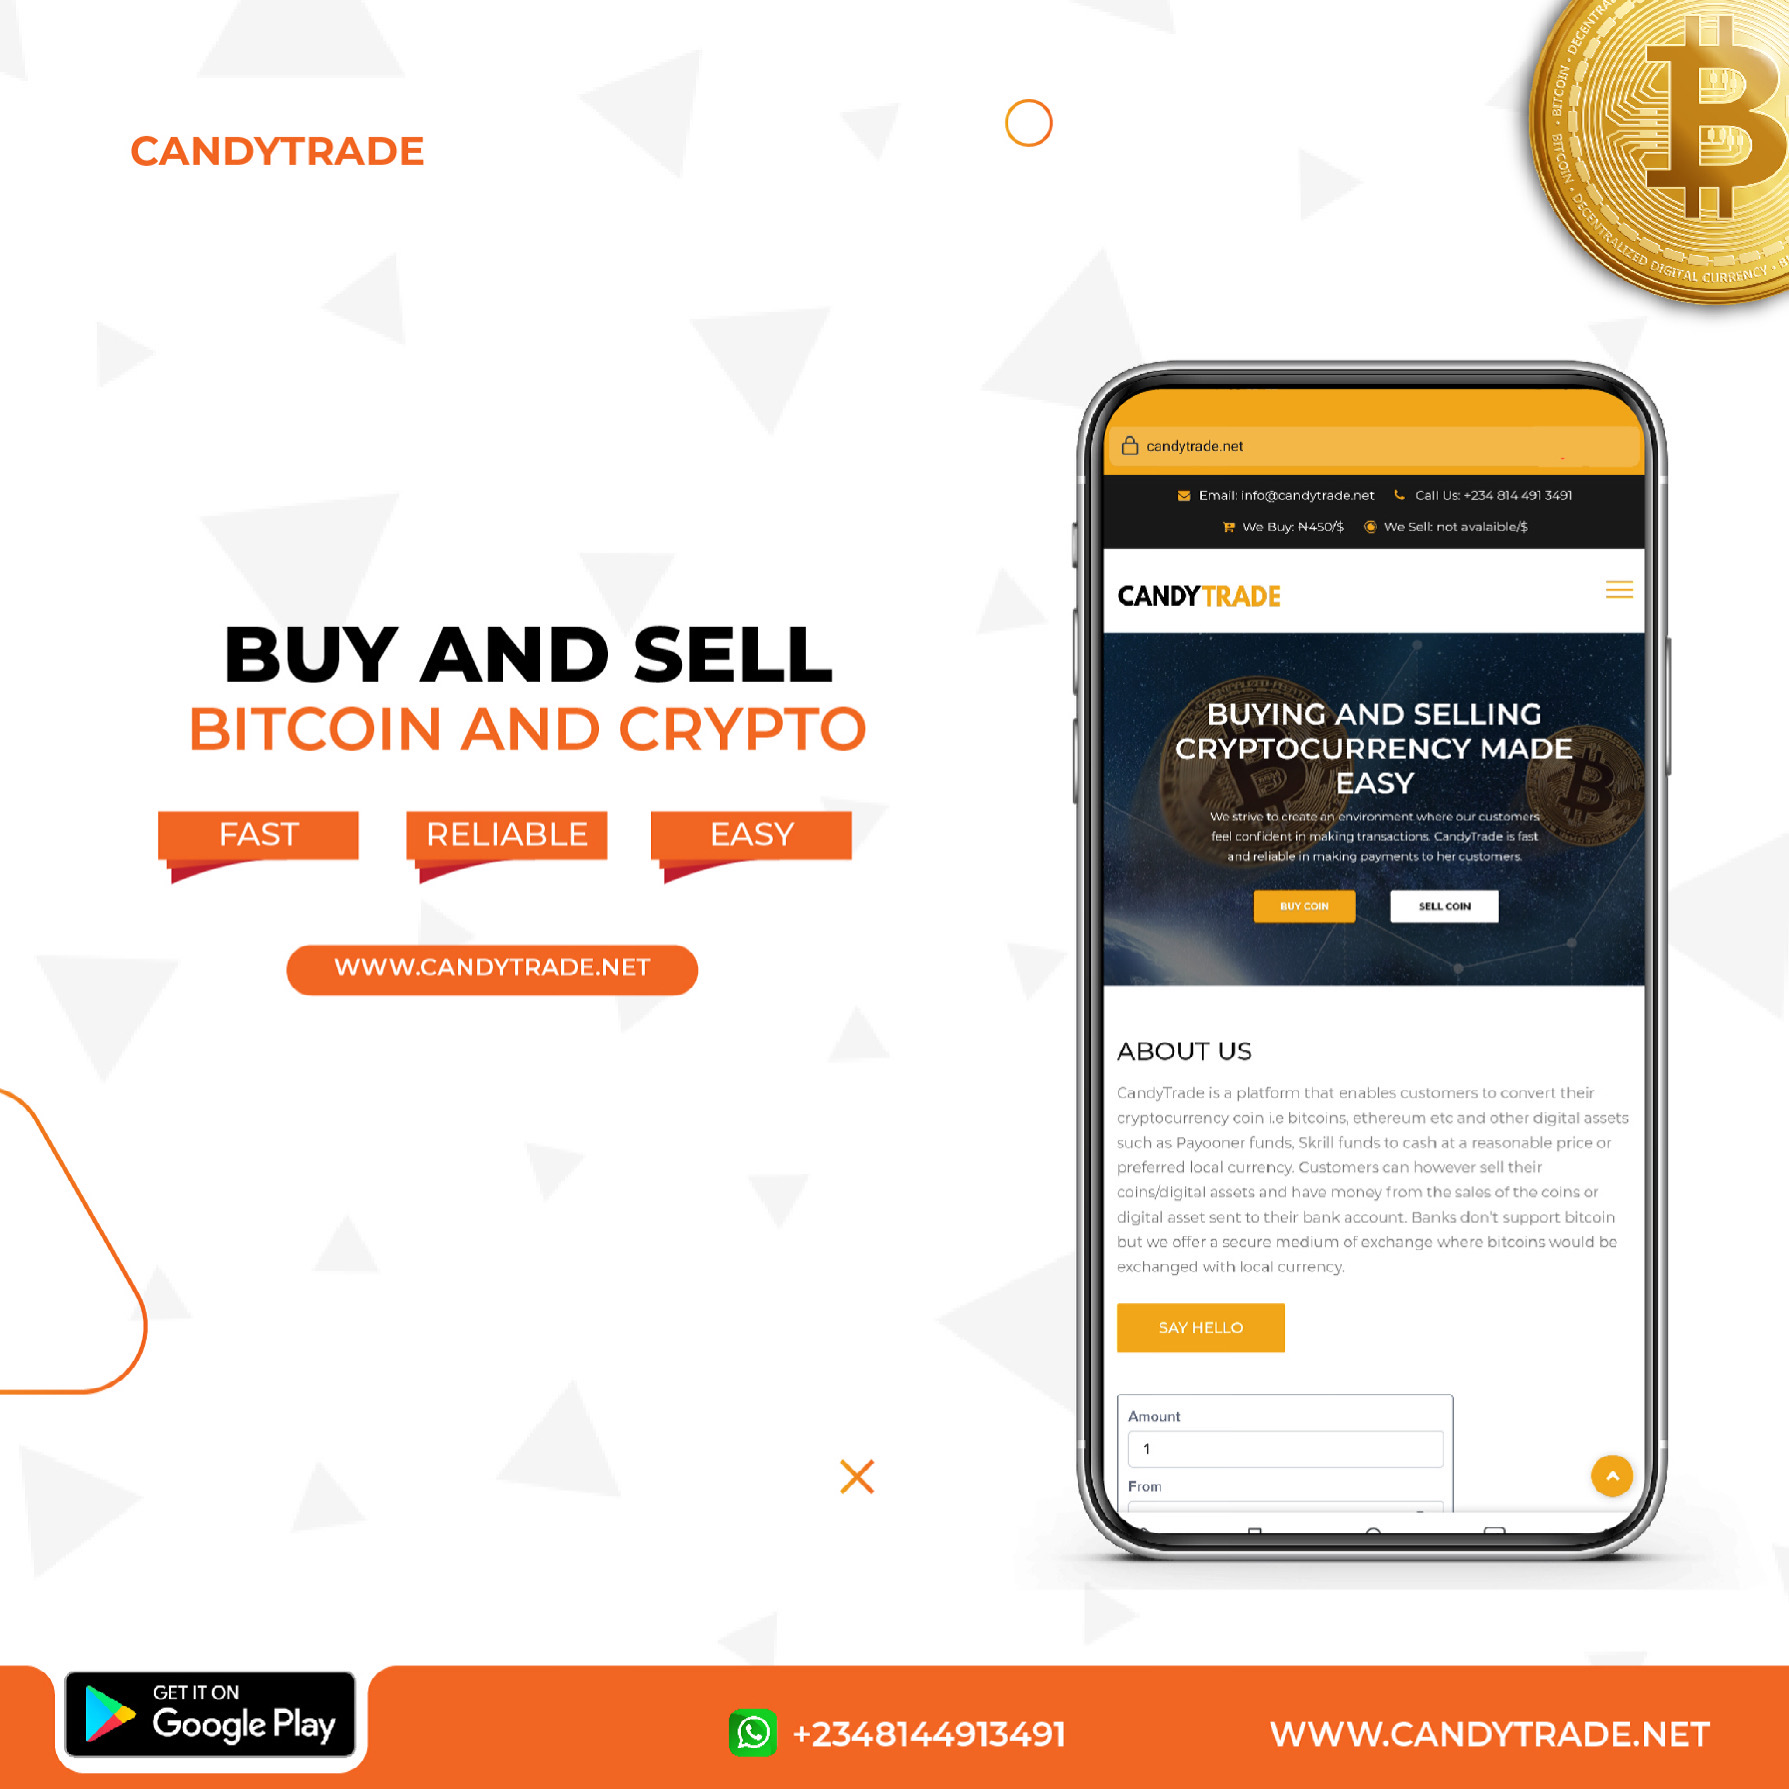 CANDYTRADE
BITCOIN • DECENTRALIZED DIGITAL CURRENCY •
BUY AND SELL
BITCOIN AND CRYPTO
FAST
RELIABLE
EASY
WWW.CANDYTRADE.NET
candytrade.net
Email: info@candytrade.net Call Us: +234 814 491 3491
We Buy: ₦450/$ We Sell: not avalaible/$
CANDYTRADE
BUYING AND SELLING
CRYPTOCURRENCY MADE
EASY
We strive to create an environment where our customers
feel confident in making transactions. CandyTrade is fast
and reliable in making payments to her customers.
BUY COIN
SELL COIN
ABOUT US
CandyTrade is a platform that enables customers to convert their
cryptocurrency coin i.e bitcoins, ethereum etc and other digital assets
such as Payooner funds, Skrill funds to cash at a reasonable price or
preferred local currency. Customers can however sell their
coins/digital assets and have money from the sales of the coins or
digital asset sent to their bank account. Banks don't support bitcoin
but we offer a secure medium of exchange where bitcoins would be
exchanged with local currency.
SAY HELLO
Amount
1
From
GET IT ON
Google Play
+2348144913491
WWW.CANDYTRADE.NET